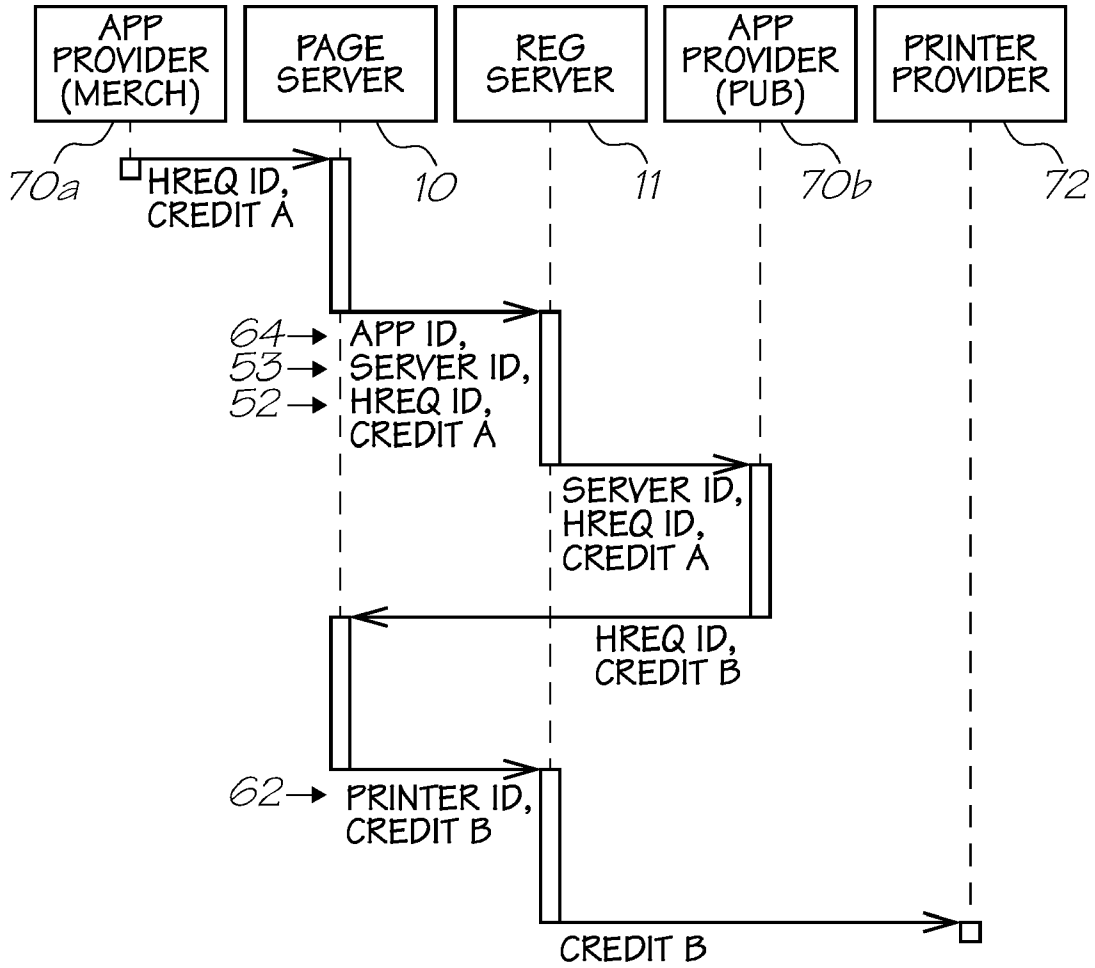 APP
PROVIDER
(MERCH)
PAGE
SERVER
REG
SERVER
APP
PROVIDER
(PUB)
PRINTER
PROVIDER
70a
10
11
70b
72
HREQ ID,
CREDIT A
64
APP ID,
53
SERVER ID,
52
HREQ ID,
CREDIT A
SERVER ID,
HREQ ID,
CREDIT A
HREQ ID,
CREDIT B
62
PRINTER ID,
CREDIT B
CREDIT B